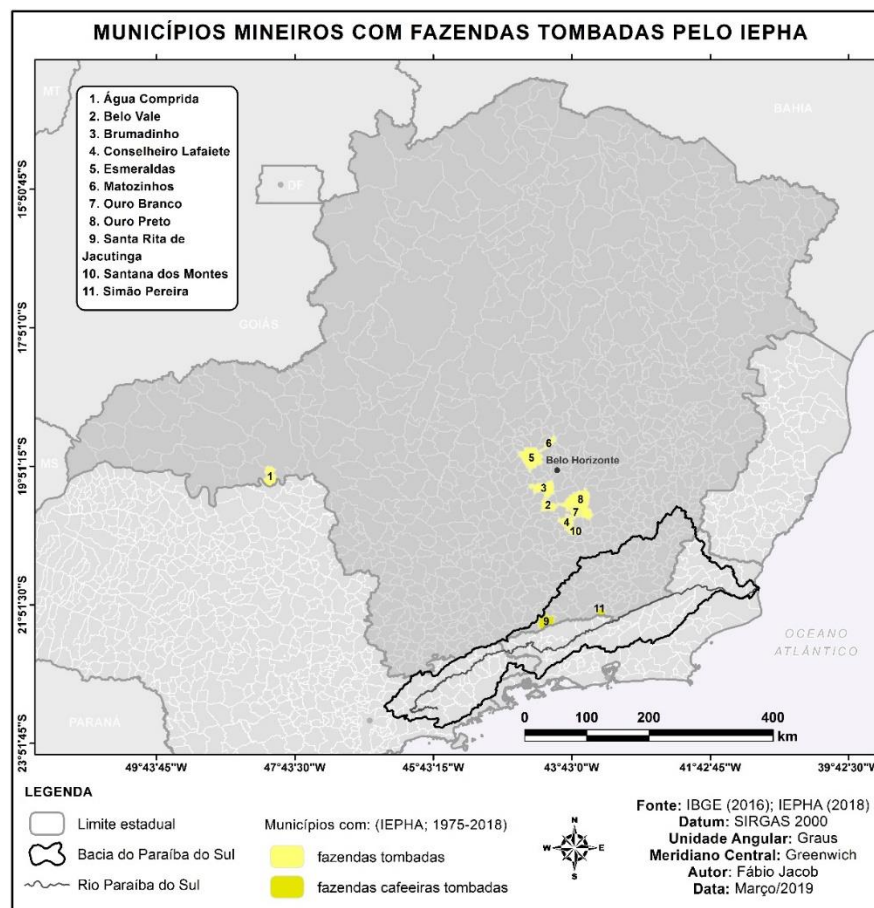 MUNICÍPIOS MINEIROS COM FAZENDAS TOMBADAS PELO IEPHA
1. Água Comprida
2. Belo Vale
3. Brumadinho
4. Conselheiro Lafaiete
5. Esmeraldas
6. Matozinhos
7. Ouro Branco
8. Ouro Preto
9. Santa Rita de
Jacutinga
10. Santana dos Montes
11. Simão Pereira
MT
DF
BAHIA
GOIÁS
MS
PARANÁ
OCEANO
ATLÂNTICO
15°50'45"S
17°51'0"S
19°51'15"S
21°51'30"S
23°51'45"S
6
5
Belo Horizonte
1
3
8
2
7
4
10
11
9
0 100 200 400
km
49°43'45"W 47°43'30"W 45°43'15"W 43°43'0"W 41°42'45"W 39°42'30"W
LEGENDA
Limite estadual
Bacia do Paraíba do Sul
Rio Paraíba do Sul
Municípios com: (IEPHA; 1975-2018)
fazendas tombadas
fazendas cafeeiras tombadas
N
W E
S
Fonte: IBGE (2016); IEPHA (2018)
Datum: SIRGAS 2000
Unidade Angular: Graus
Meridiano Central: Greenwich
Autor: Fábio Jacob
Data: Março/2019